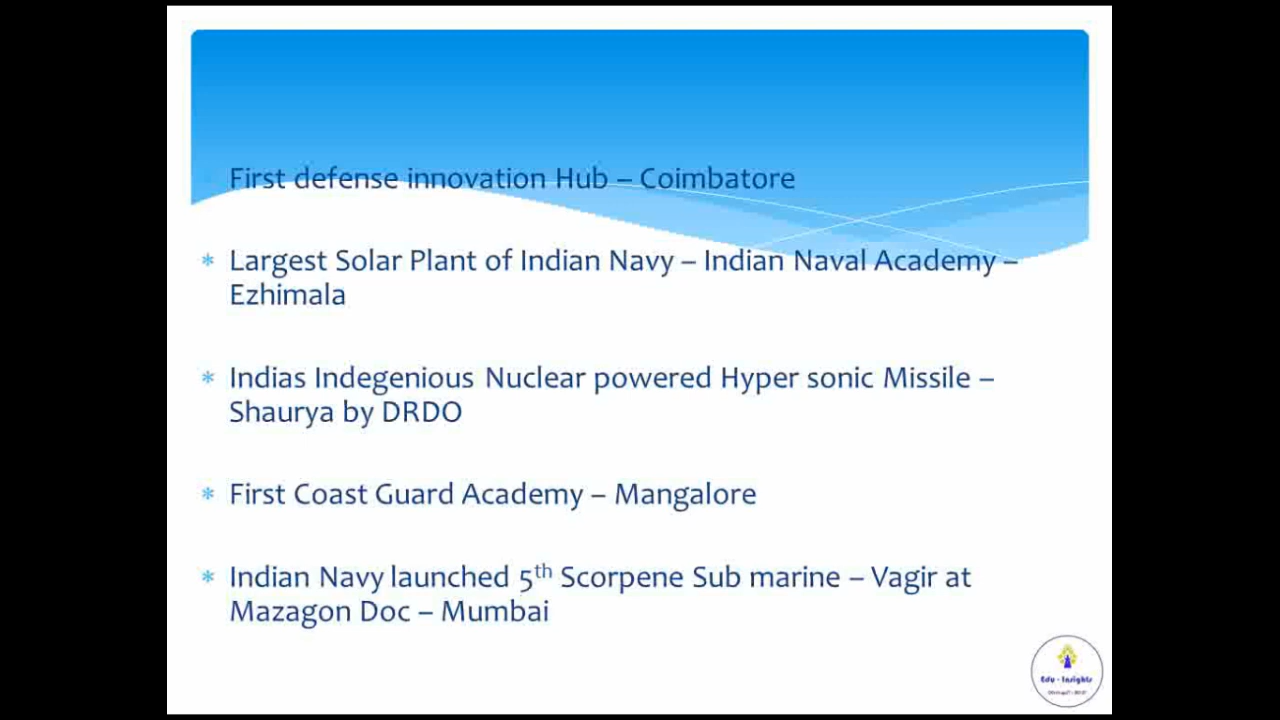 First defense innovation Hub – Coimbatore
* Largest Solar Plant of Indian Navy – Indian Naval Academy –
Ezhimala
* Indias Indegenious Nuclear powered Hyper sonic Missile –
Shaurya by DRDO
* First Coast Guard Academy – Mangalore
* Indian Navy launched 5th Scorpene Sub marine – Vagir at
Mazagon Doc – Mumbai
Edu - Insights